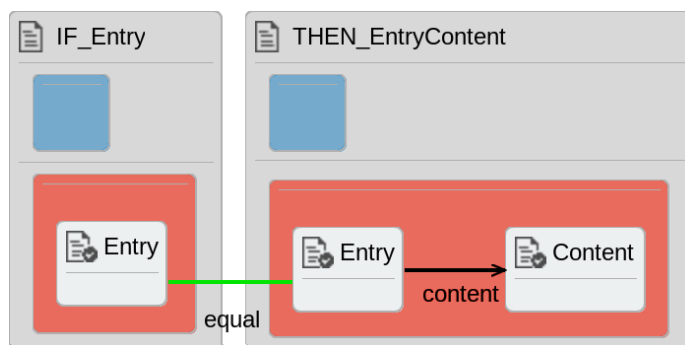 IF_Entry
THEN_EntryContent
Entry
Entry
Content
content
equal